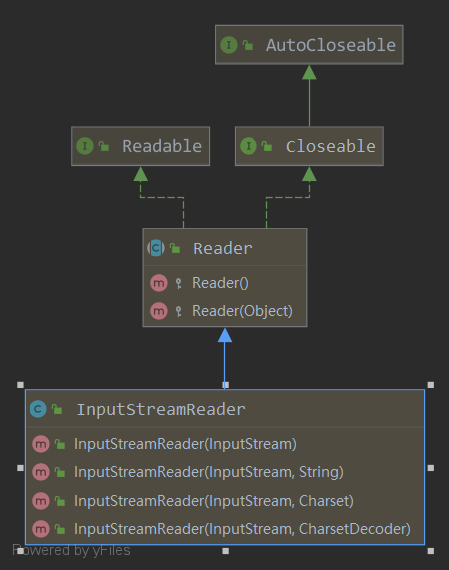 AutoCloseable
Readable
Closeable
Reader
Reader()
Reader(Object)
InputStreamReader
InputStreamReader(InputStream)
InputStreamReader(InputStream, String)
InputStreamReader(InputStream, Charset)
InputStreamReader(InputStream, CharsetDecoder)
Powered by yFiles